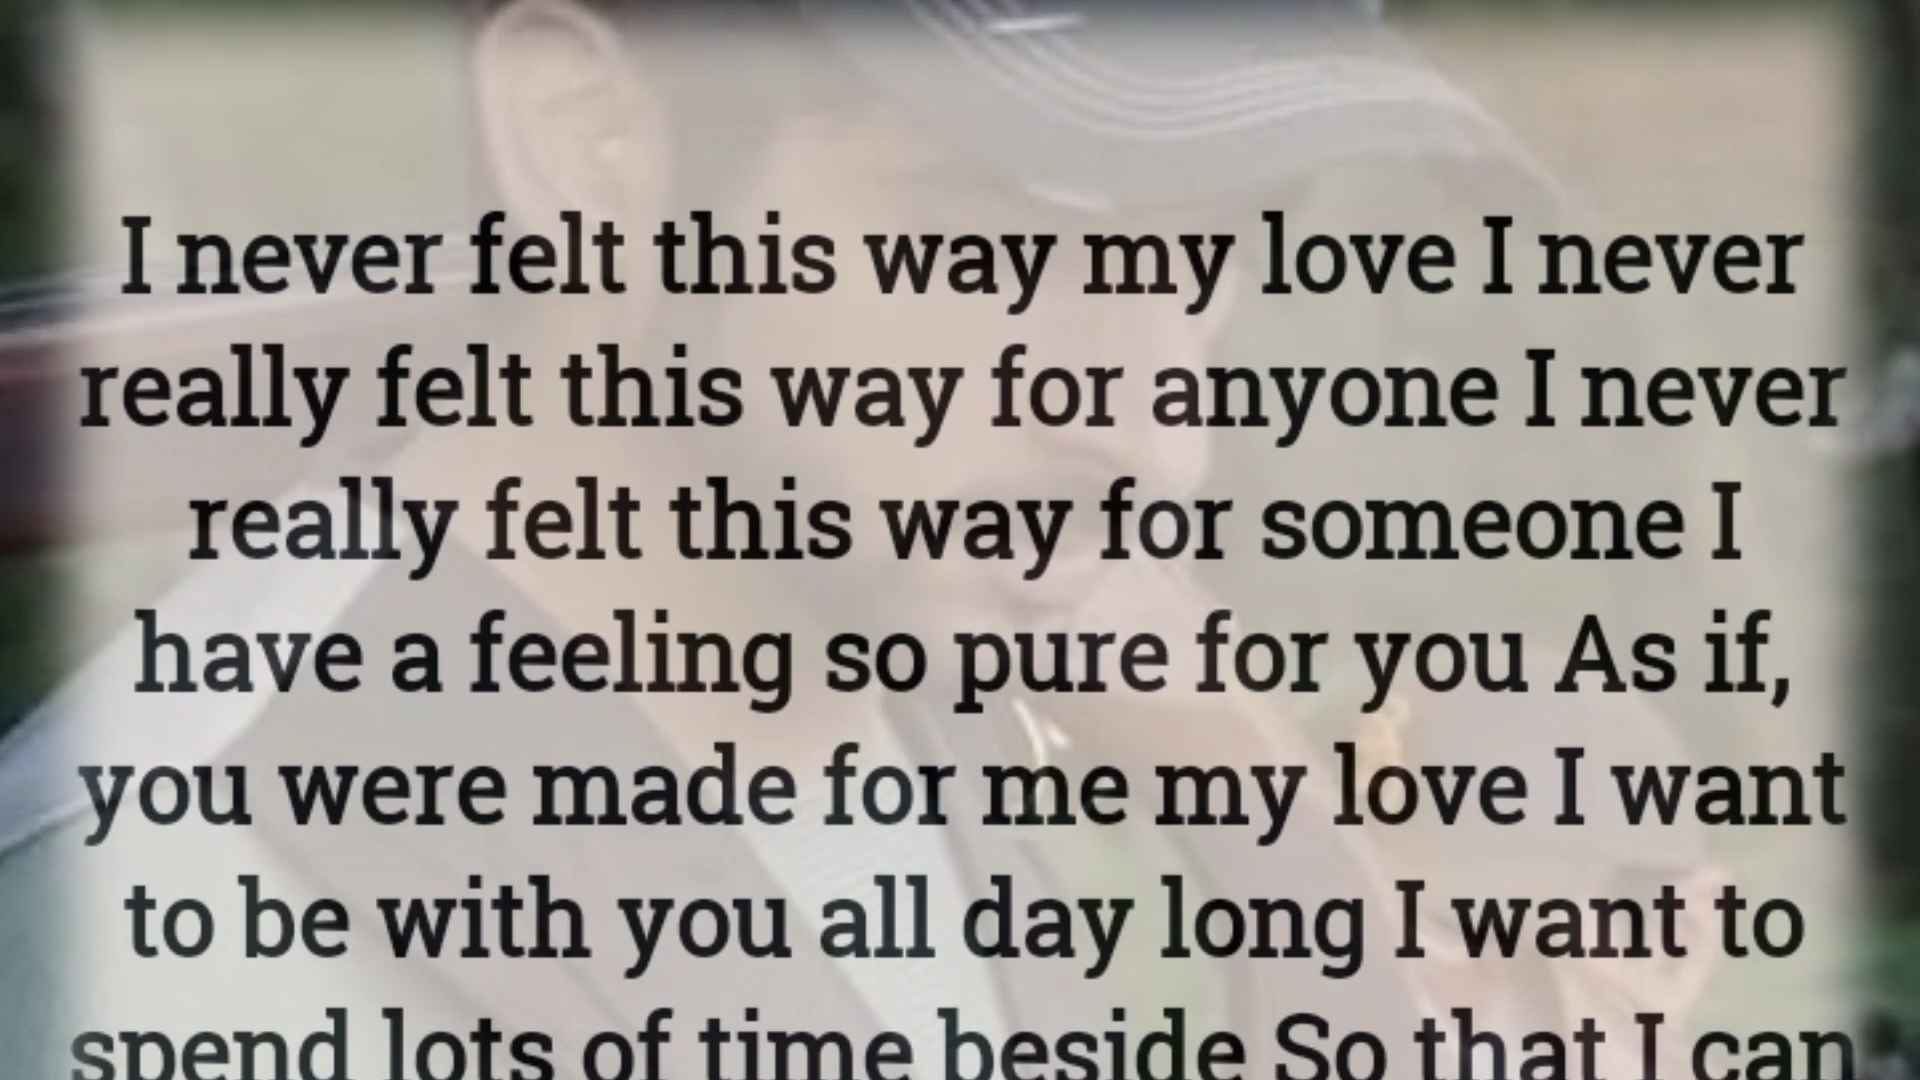 I never felt this way my love I never
really felt this way for anyone I never
really felt this way for someone I
have a feeling so pure for you As if,
you were made for me my love I want
to be with you all day long I want to
spend lots of time beside So that I can